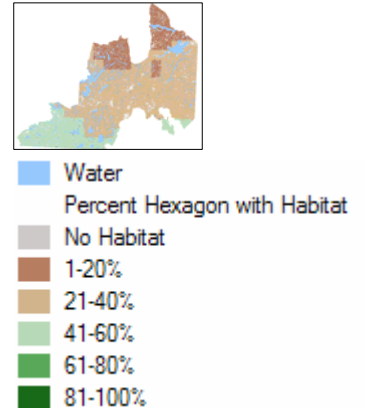 Water
Percent Hexagon with Habitat
No Habitat
1-20%
21-40%
41-60%
61-80%
81-100%